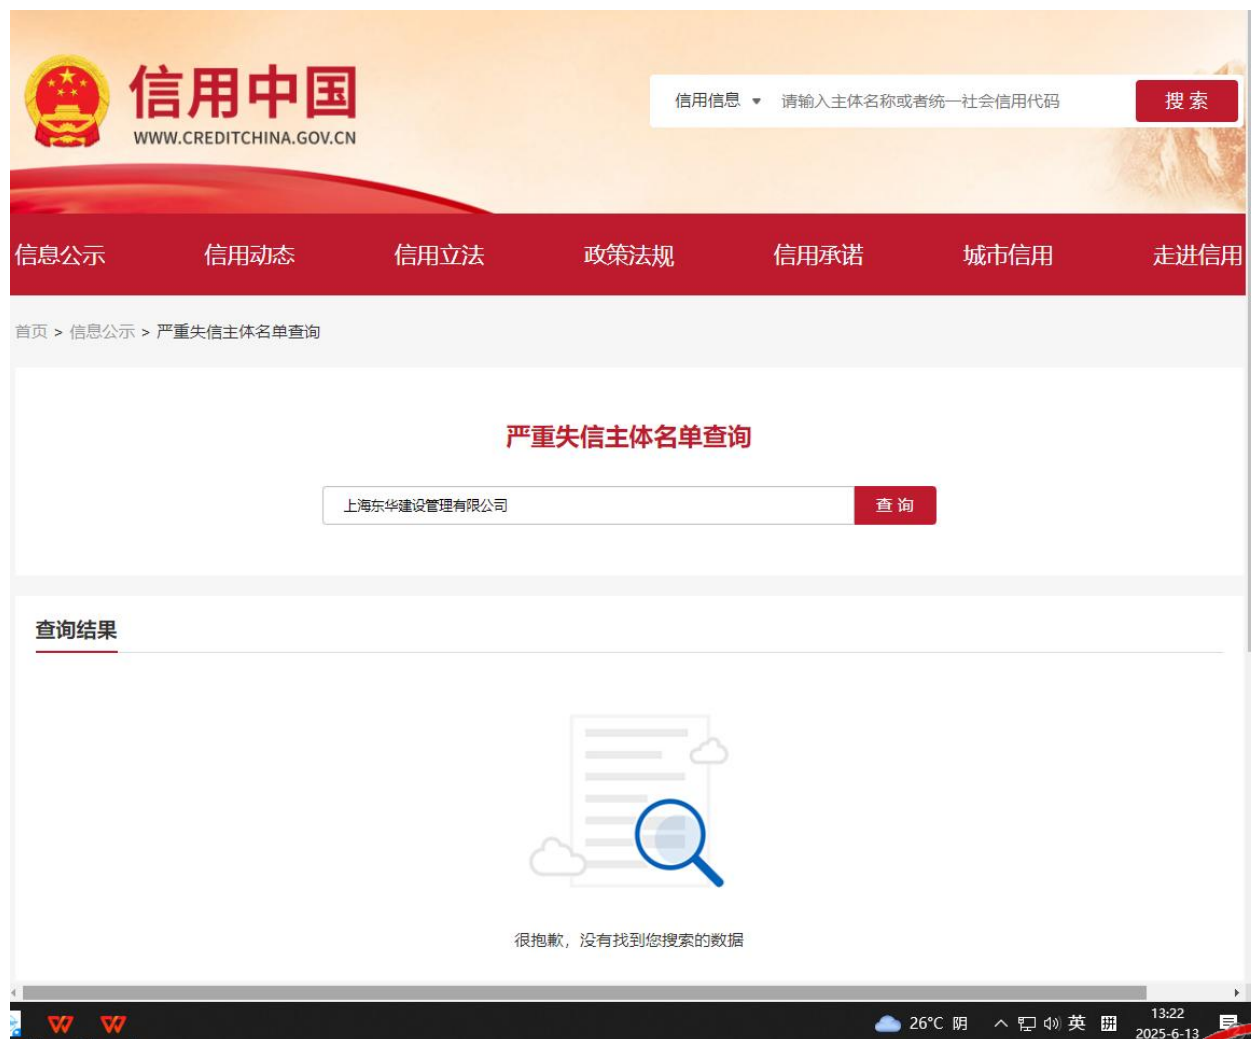 信用中国
WWW.CREDITCHINA.GOV.CN
信用信息 请输入主体名称或者统一社会信用代码 搜 索
信息公示 信用动态 信用立法 政策法规 信用承诺 城市信用 走进信用
首页 > 信息公示 > 严重失信主体名单查询
严重失信主体名单查询
上海东华建设管理有限公司 查 询
查询结果
很抱歉，没有找到您搜索的数据
26°C 阴 英 拼 13:22
2025-6-13